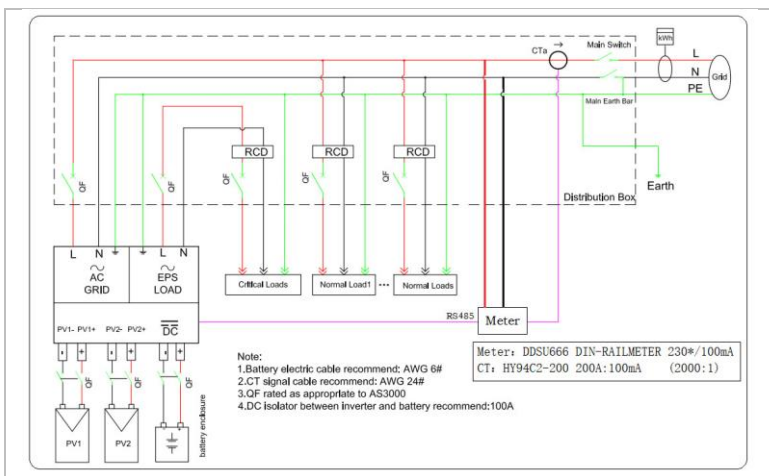 CTa
Main Switch
kWh
L
N
PE
Grid
Main Earth Bar
RCD
RCD
RCD
QF
QF
QF
QF
QF
Earth
Distribution Box
L
N
L
N
AC
GRID
EPS
LOAD
Critical Loads
Normal Load1
...
Normal Loads
RS485
Meter
PV1-
PV1+
PV2-
PV2+
DC
QF
QF
QF
PV1
PV2
battery enclosure
Note:
1.Battery electric cable recommend: AWG 6#
2.CT signal cable recommend: AWG 24#
3.QF rated as appropriate to AS3000
4.DC isolator between inverter and battery recommend:100A
Meter: DDSU666 DIN-RAILMETER 230*/100mA
CT: HY94C2-200 200A:100mA (2000:1)